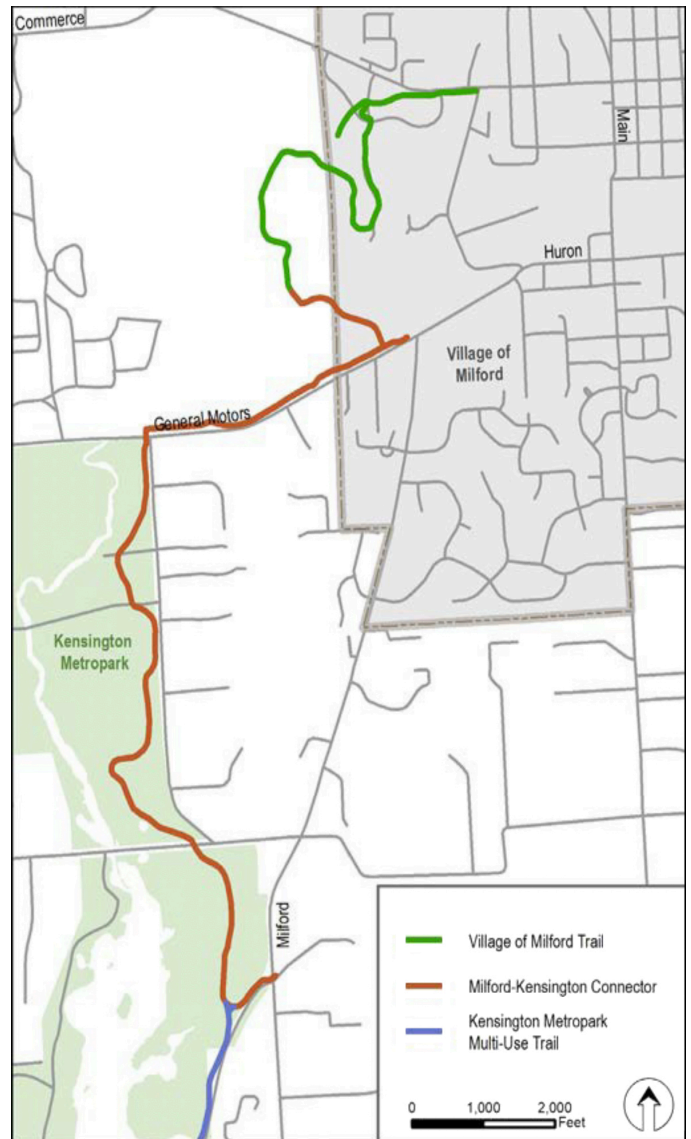 Commerce
Main
Huron
Village of
Milford
General Motors
Kensington
Metropark
Milford
Village of Milford Trail
Milford-Kensington Connector
Kensington Metropark
Multi-Use Trail
0 1,000 2,000
Feet